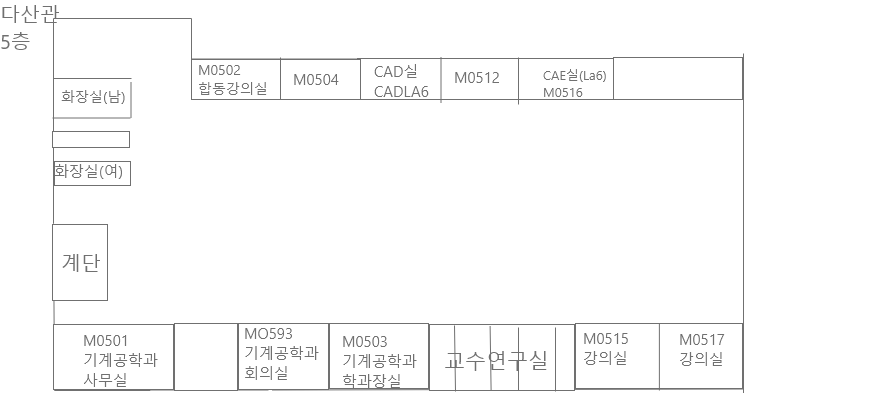 다산관
5층
M0502
합동강의실
M0504
CAD실
CADLA6
M0512
CAE실(La6)
M0516
화장실(남)
화장실(여)
계단
M0501
기계공학과
사무실
MO593
기계공학과
회의실
M0503
기계공학과
학과장실
교수연구실
M0515
강의실
M0517
강의실